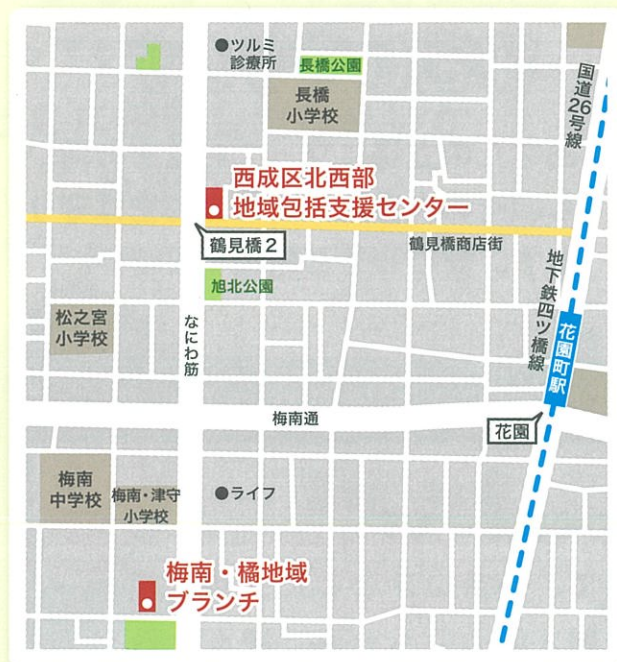 ●ツルミ
診療所
長橋公園
長橋
小学校
国道26号線
西成区北西部
地域包括支援センター
鶴見橋2
鶴見橋商店街
旭北公園
地下鉄四ツ橋線
松之宮
小学校
なにわ筋
花園町駅
梅南通
花園
梅南
中学校
梅南・津守
小学校
●ライフ
梅南・橘地域
ブランチ